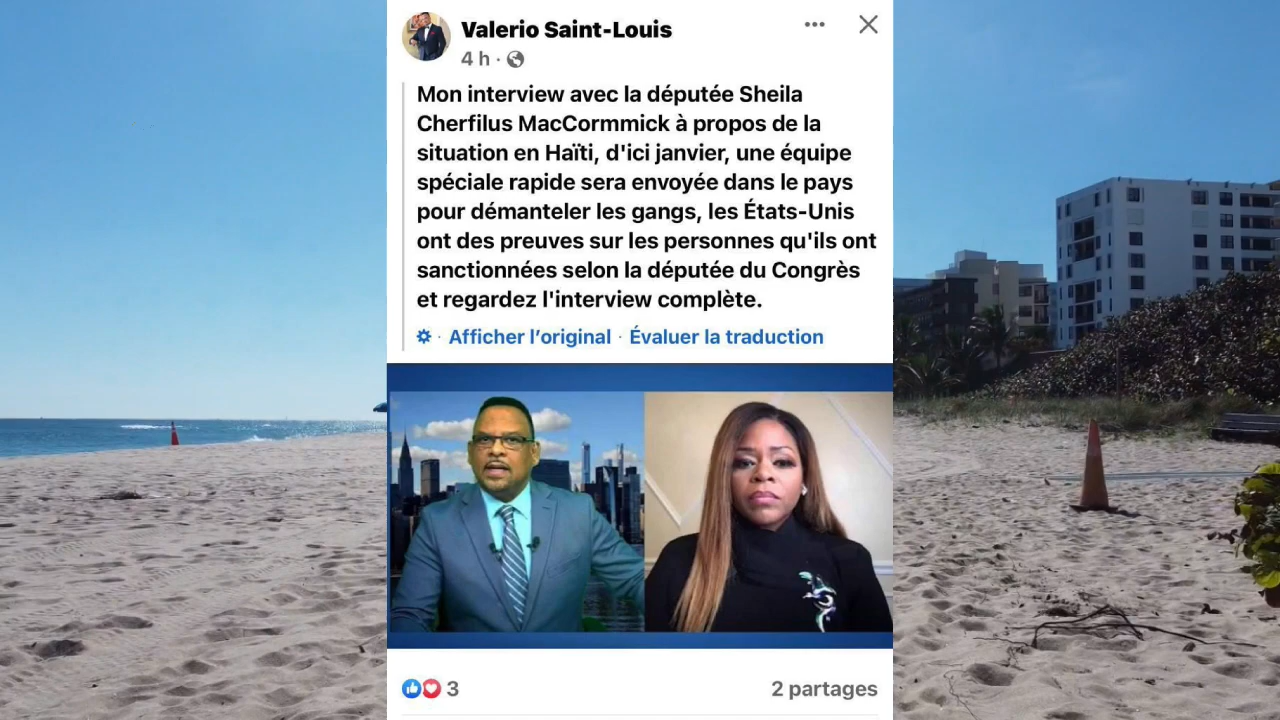 Valerio Saint-Louis
4 h ·
Mon interview avec la députée Sheila
Cherfilus MacCormmick à propos de la
situation en Haïti, d'ici janvier, une équipe
spéciale rapide sera envoyée dans le pays
pour démanteler les gangs, les États-Unis
ont des preuves sur les personnes qu'ils ont
sanctionnées selon la députée du Congrès
et regardez l'interview complète.
· Afficher l’original · Évaluer la traduction
3
2 partages